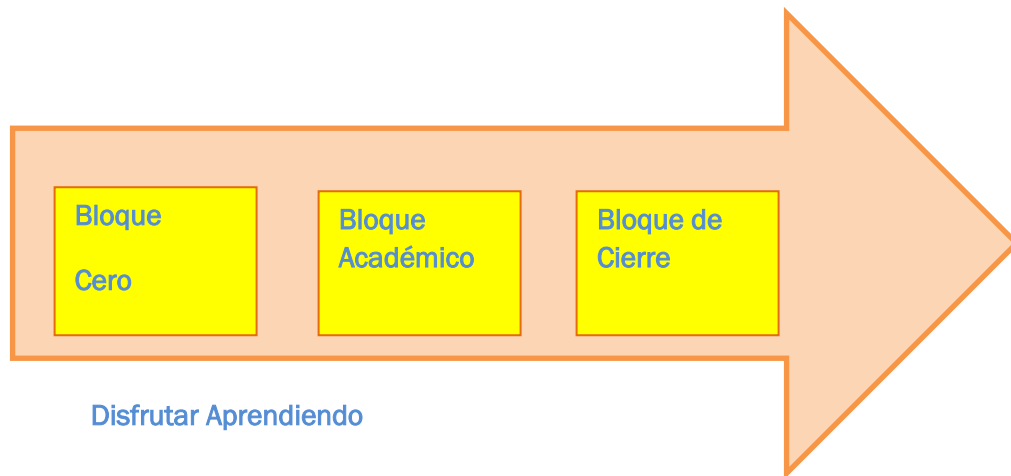 Bloque
Cero
Bloque
Académico
Bloque de
Cierre
Disfrutar Aprendiendo